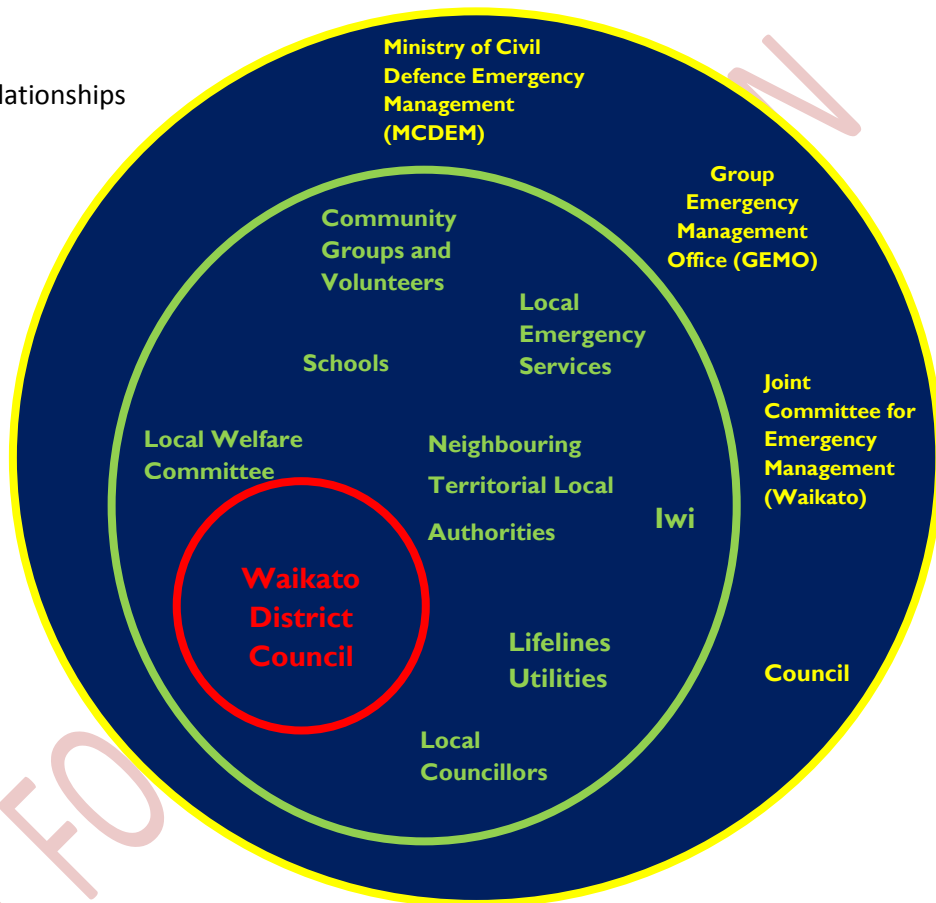 lationships
Ministry of Civil
Defence Emergency
Management
(MCDEM)
Group
Emergency
Management
Office (GEMO)
Community
Groups and
Volunteers
Local
Emergency
Services
Schools
Joint
Committee for
Emergency
Management
(Waikato)
Local Welfare
Committee
Neighbouring
Territorial Local
Authorities
Iwi
Waikato
District
Council
Lifelines
Utilities
Council
Local
Councillors
FO
N